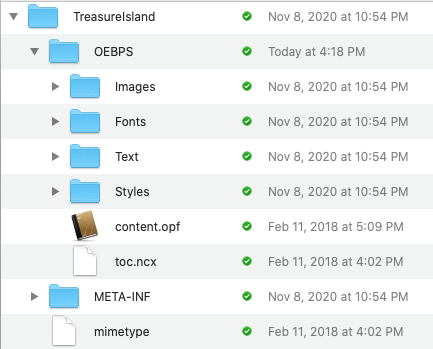 TreasureIsland Nov 8, 2020 at 10:54 PM
OEBPS Today at 4:18 PM
Images Nov 8, 2020 at 10:54 PM
Fonts Nov 8, 2020 at 10:54 PM
Text Nov 8, 2020 at 10:54 PM
Styles Nov 8, 2020 at 10:54 PM
content.opf Feb 11, 2018 at 5:09 PM
toc.ncx Feb 11, 2018 at 4:02 PM
META-INF Nov 8, 2020 at 10:54 PM
mimetype Feb 11, 2018 at 4:02 PM